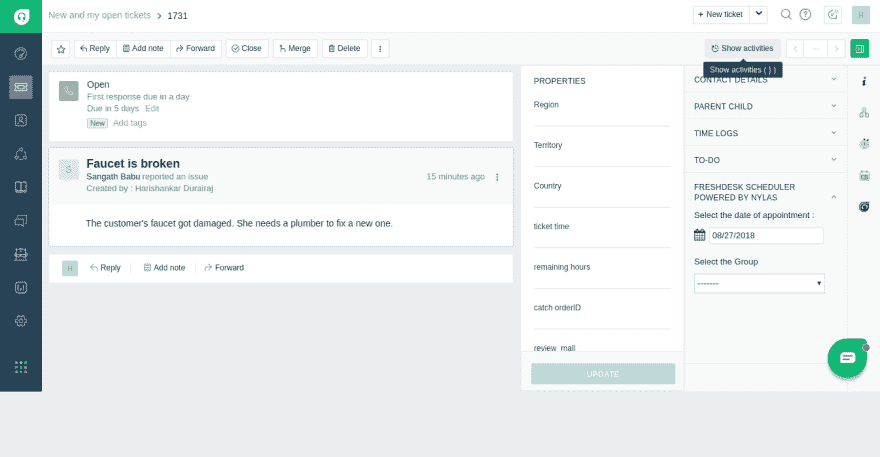 New and my open tickets > 1731
+ New ticket
H
Reply
Add note
Forward
Close
Merge
Delete
Show activities
Show activities ( } )
Open
First response due in a day
Due in 5 days Edit
New Add tags
S
Faucet is broken
Sangath Babu reported an issue
15 minutes ago
Created by : Harishankar Durairaj
The customer's faucet got damaged. She needs a plumber to fix a new one.
H
Reply
Add note
Forward
PROPERTIES
Region
Territory
Country
ticket time
remaining hours
catch orderID
review_mall
UPDATE
CONTACT DETAILS
PARENT CHILD
TIME LOGS
TO-DO
FRESHDESK SCHEDULER
POWERED BY NYLAS
Select the date of appointment :
08/27/2018
Select the Group
-------